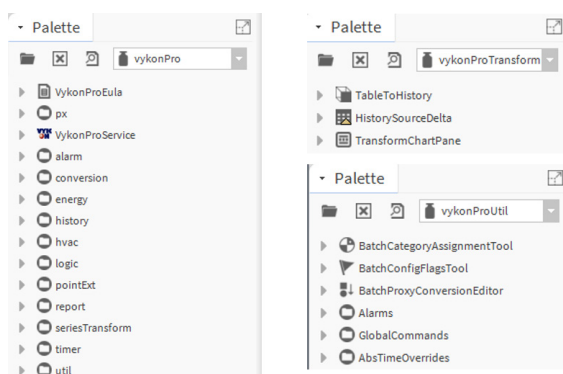 Palette
vykonPro
VykonProEula
px
VykonProService
alarm
conversion
energy
history
hvac
logic
pointExt
report
seriesTransform
timer
util
Palette
vykonProTransform
TableToHistory
HistorySourceDelta
TransformChartPane
Palette
vykonProUtil
BatchCategoryAssignmentTool
BatchConfigFlagsTool
BatchProxyConversionEditor
Alarms
GlobalCommands
AbsTimeOverrides